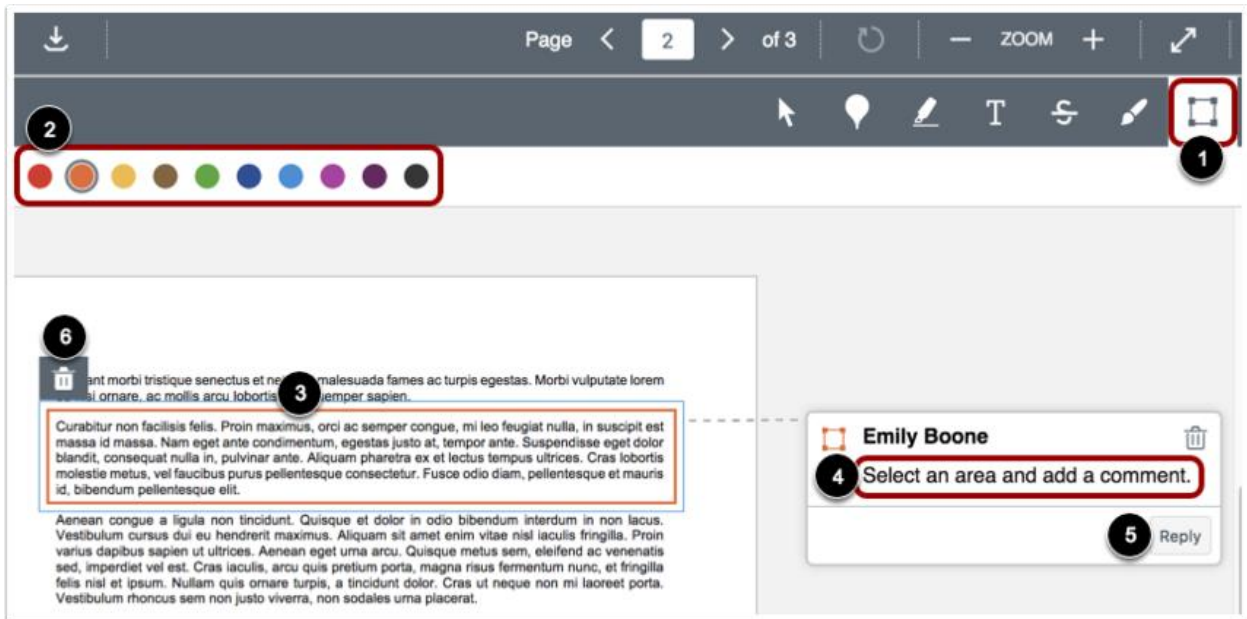 Page 2 of 3 ZOOM
T S
2
1
6
ant morbi tristique senectus et malesuada fames ac turpis egestas. Morbi vulputate lorem
si ornare, ac mollis arcu lobortis semper sapien.
3
Curabitur non facilisis felis. Proin maximus, orci ac semper congue, mi leo feugiat nulla, in suscipit est
massa id massa. Nam eget ante condimentum, egestas justo at, tempor ante. Suspendisse eget dolor
blandit, consequat nulla in, pulvinar ante. Aliquam pharetra ex et lectus tempus ultrices. Cras lobortis
molestie metus, vel faucibus purus pellentesque consectetur. Fusce odio diam, pellentesque et mauris
id, bibendum pellentesque elit.
Aenean congue a ligula non tincidunt. Quisque et dolor in odio bibendum interdum in non lacus.
Vestibulum cursus dui eu hendrerit maximus. Aliquam sit amet enim vitae nisl iaculis fringilla. Proin
varius dapibus sapien ut ultrices. Aenean eget urna arcu. Quisque metus sem, eleifend ac venenatis
sed, imperdiet vel est. Cras iaculis, arcu quis pretium porta, magna risus fermentum nunc, et fringilla
felis nisl et ipsum. Nullam quis ornare turpis, a tincidunt dolor. Cras ut neque non mi laoreet porta.
Vestibulum rhoncus sem non justo viverra, non sodales urna placerat.
Emily Boone
4 Select an area and add a comment.
5 Reply